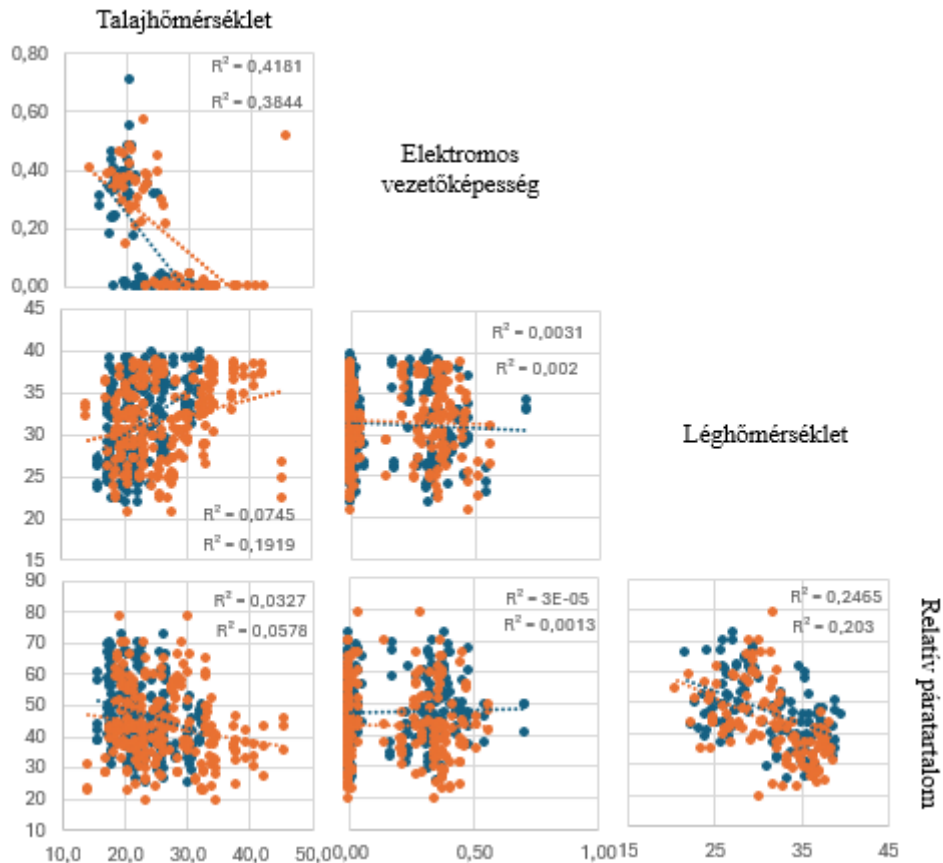 Talajhőmérséklet
0,80
R² = 0,4181
R² = 0,3844
0,60
Elektromos
vezetőképesség
0,40
0,20
0,00
45
R² = 0,0031
40
R² = 0,002
35
Léghőmérséklet
30
25
R² = 0,0745
20
R² = 0,1919
15
90
R² = 0,0327
R² = 3E-05
R² = 0,2465
80
R² = 0,0578
R² = 0,0013
R² = 0,203
70
60
50
40
30
20
10
Relatív páratartalom
10,0 20,0 30,0 40,0 50,0 0,00 0,50 1,00 15 25 35 45